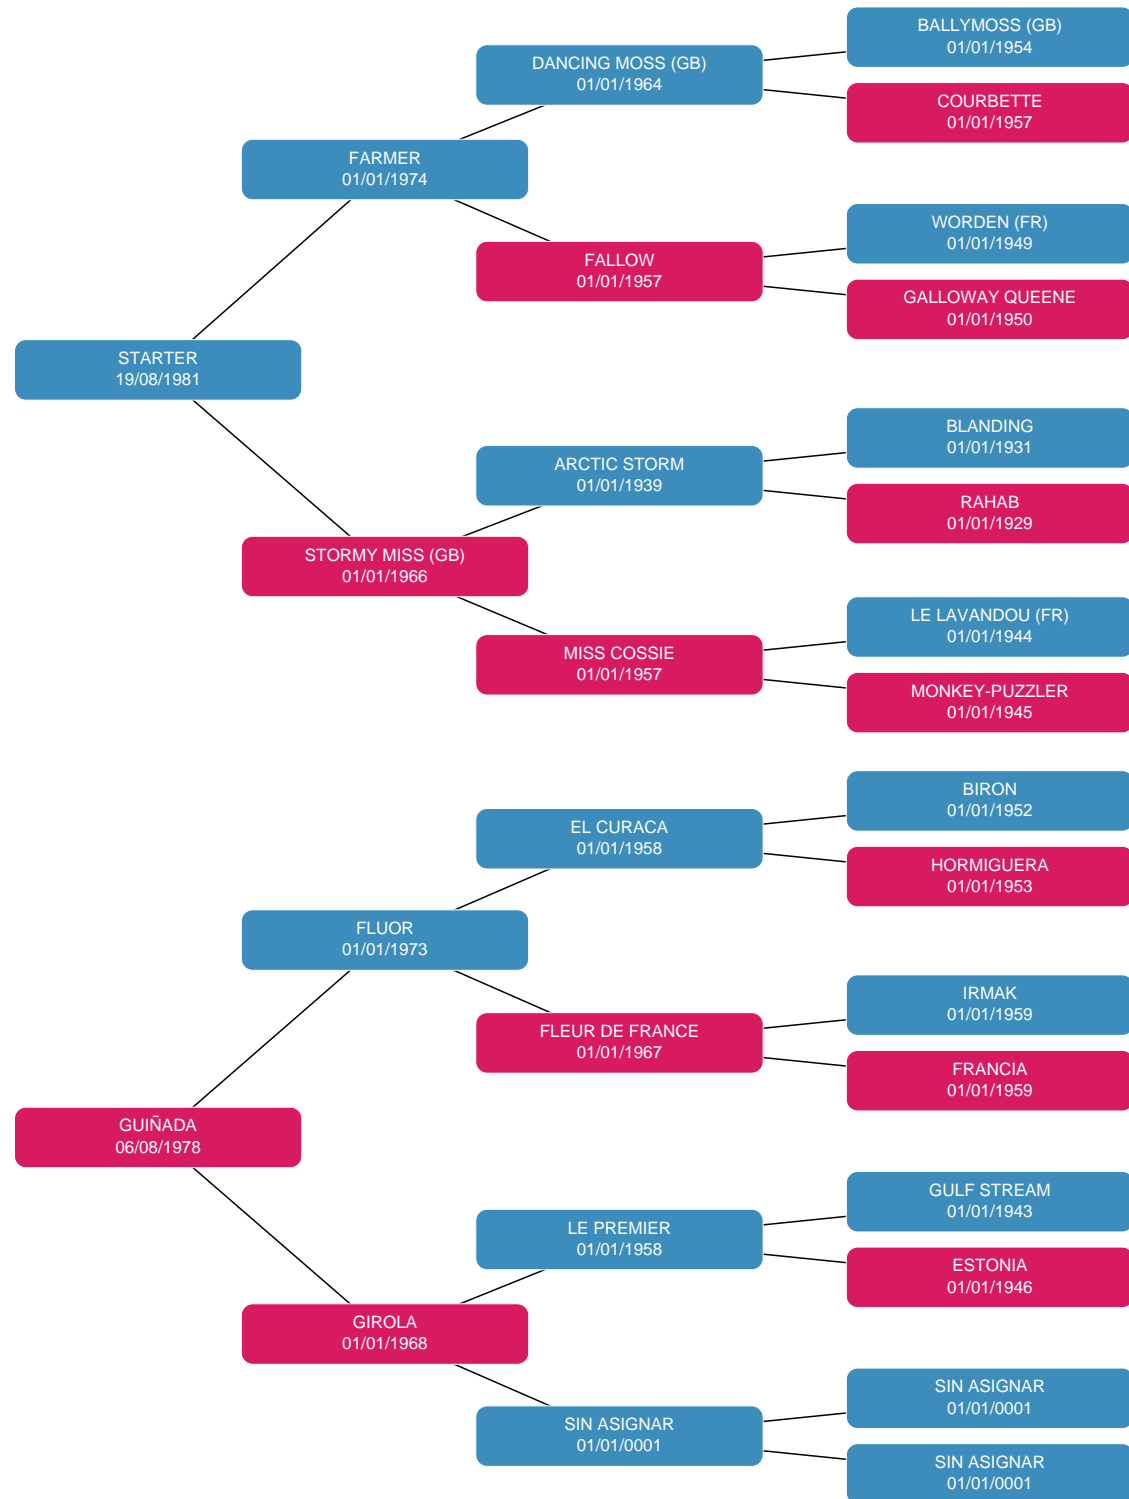 BALLYMOSS (GB)
01/01/1954
DANCING MOSS (GB)
01/01/1964
COURBETTE
01/01/1957
FARMER
01/01/1974
WORDEN (FR)
01/01/1949
FALLOW
01/01/1957
GALLOWAY QUEENE
01/01/1950
STARTER
19/08/1981
BLANDING
01/01/1931
ARCTIC STORM
01/01/1939
RAHAB
01/01/1929
STORMY MISS (GB)
01/01/1966
LE LAVANDOU (FR)
01/01/1944
MISS COSSIE
01/01/1957
MONKEY-PUZZLER
01/01/1945
BIRON
01/01/1952
EL CURACA
01/01/1958
HORMIGUERA
01/01/1953
FLUOR
01/01/1973
IRMAK
01/01/1959
FLEUR DE FRANCE
01/01/1967
FRANCIA
01/01/1959
GUIÑADA
06/08/1978
GULF STREAM
01/01/1943
LE PREMIER
01/01/1958
ESTONIA
01/01/1946
GIROLA
01/01/1968
SIN ASIGNAR
01/01/0001
SIN ASIGNAR
01/01/0001
SIN ASIGNAR
01/01/0001